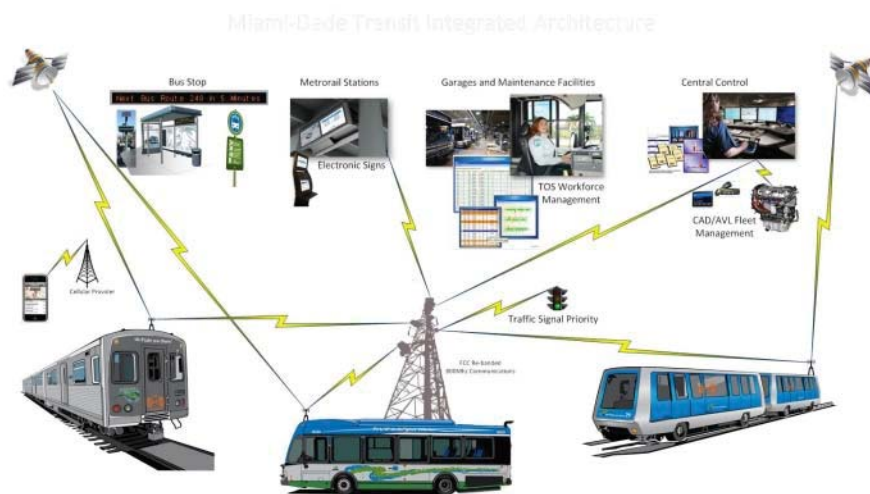 Miami-Dade Transit Integrated Architecture
Bus Stop
Next Bus Route 240 in 5 Minutes
Metrorail Stations
Electronic Signs
Garages and Maintenance Facilities
TOS Workforce
Management
Central Control
CAD/AVL Fleet
Management
Cellular Provider
Traffic Signal Priority
FCC Re-banded
800MHz Communications